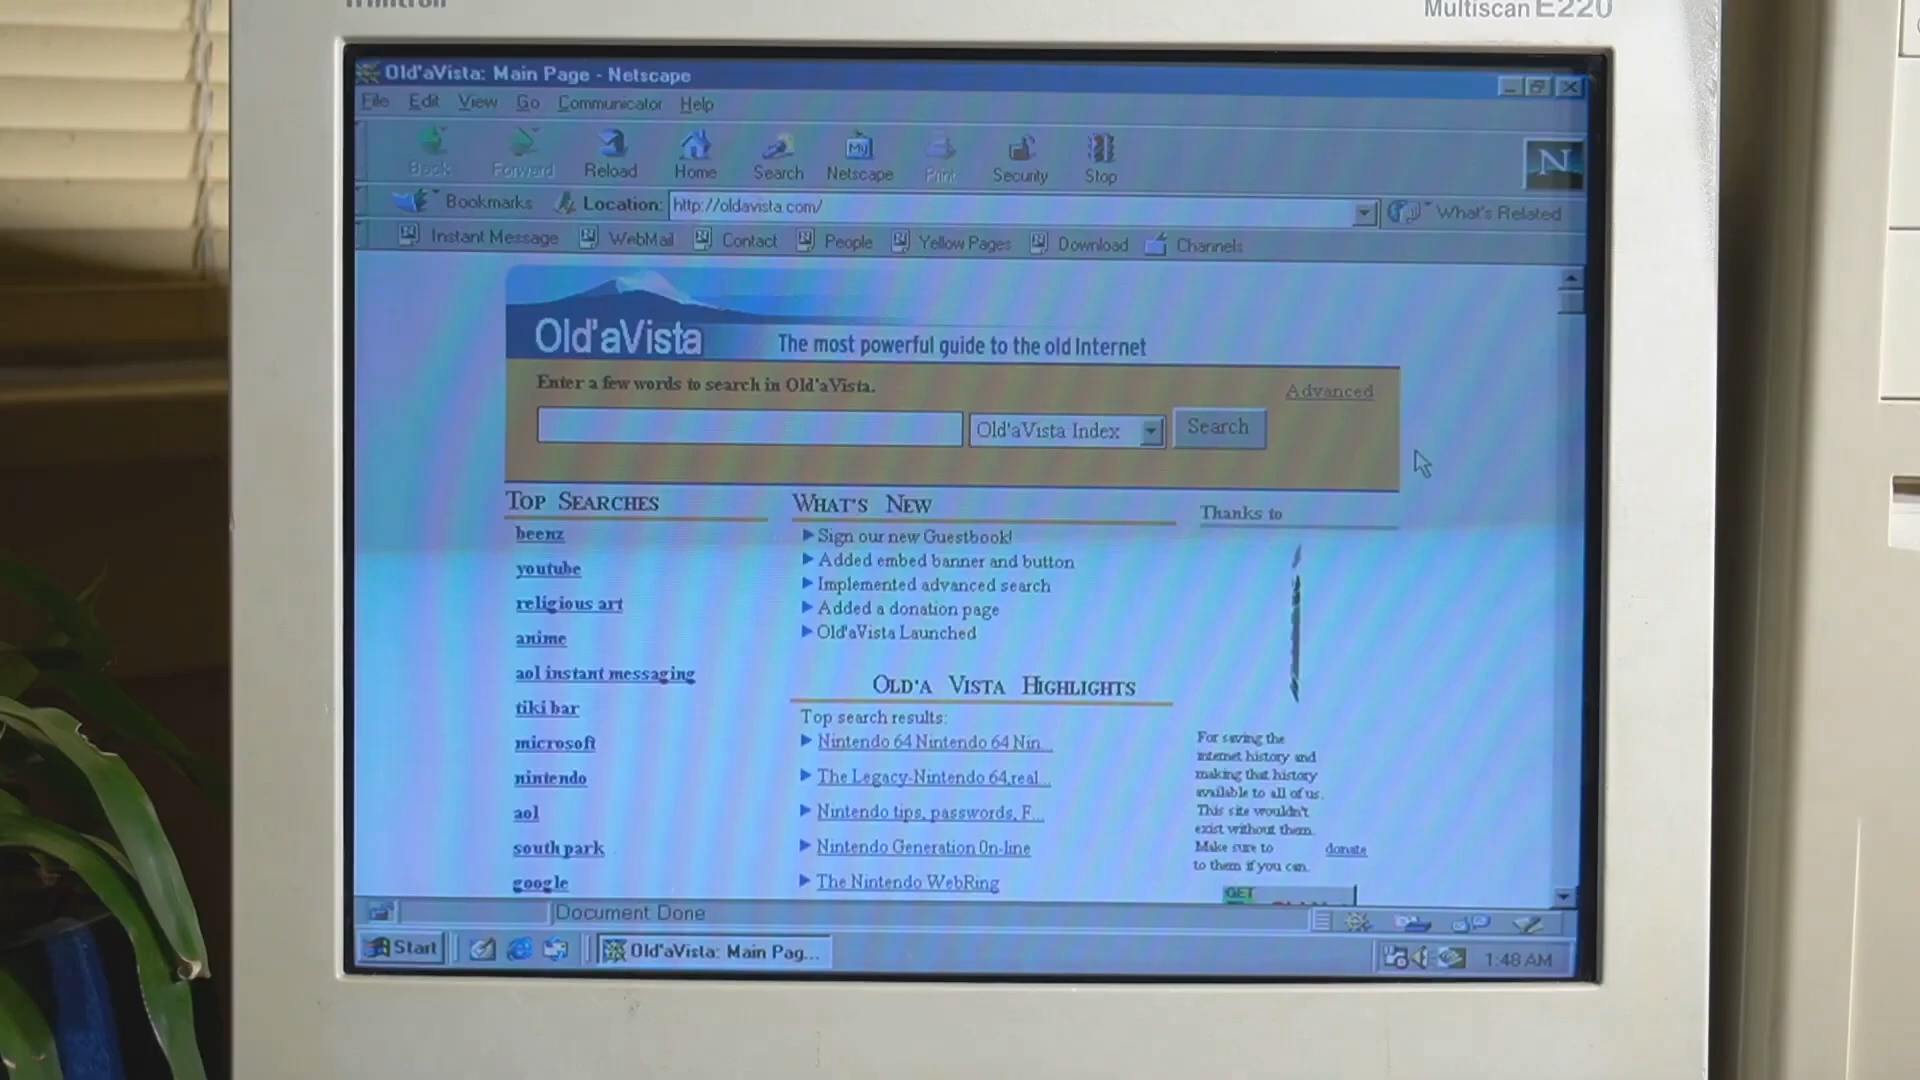 Trinitron
Multiscan E220
Old'aVista: Main Page - Netscape
File Edit View Go Communicator Help
Back Forward Reload Home Search Netscape Print Security Stop
My
N
Bookmarks Location: http://oldavista.com/ What's Related
Instant Message WebMail Contact People Yellow Pages Download Channels
Old'aVista The most powerful guide to the old Internet
Enter a few words to search in Old'aVista.
Advanced
Old'aVista Index Search
TOP SEARCHES
beenz
youtube
religious art
anime
aol instant messaging
tiki bar
microsoft
nintendo
aol
south park
google
WHAT'S NEW
Sign our new Guestbook!
Added embed banner and button
Implemented advanced search
Added a donation page
Old'aVista Launched
OLD'A VISTA HIGHLIGHTS
Top search results:
Nintendo 64 Nintendo 64 Nin...
The Legacy-Nintendo 64,real...
Nintendo tips, passwords, F...
Nintendo Generation 0n-line
The Nintendo WebRing
Thanks to
For saving the
internet history and
making that history
available to all of us.
This site wouldn't
exist without them.
Make sure to donate
to them if you can.
GET
Document Done
Start Old'aVista: Main Pag... 1:48 AM